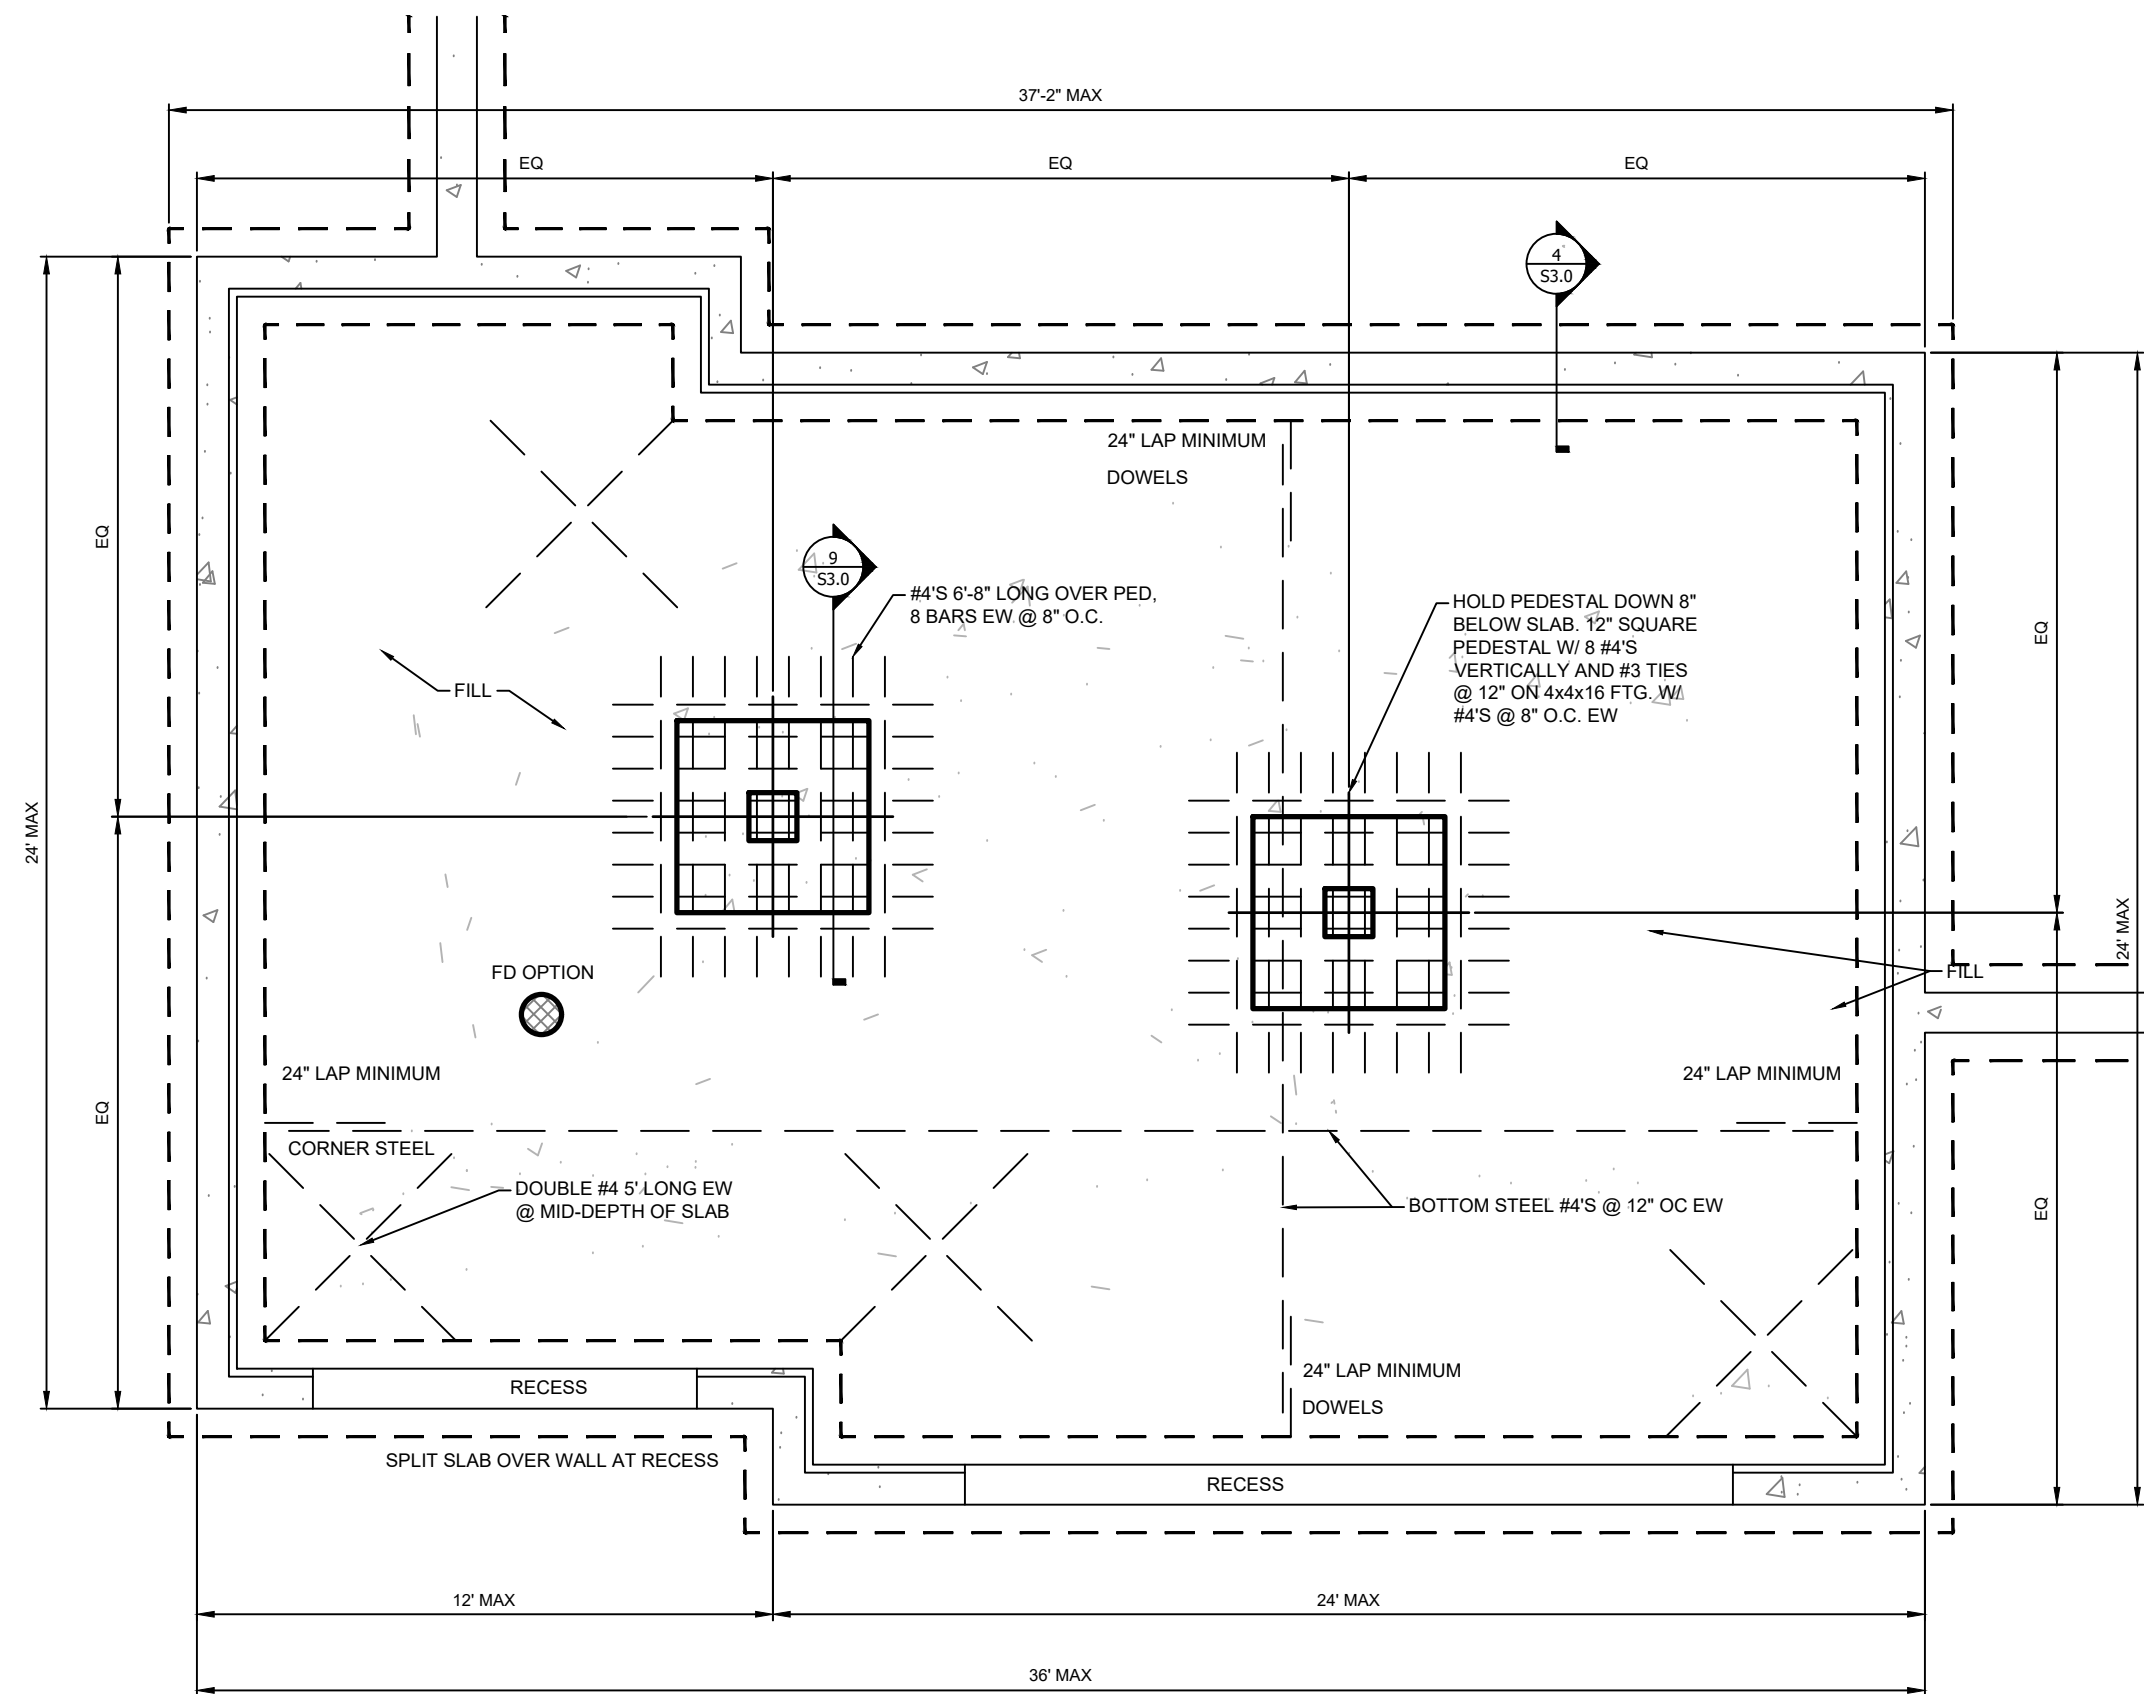 37'-2" MAX
EQ
EQ
EQ
4
S3.0
24" LAP MINIMUM
DOWELS
EQ
9
S3.0
#4'S 6'-8" LONG OVER PED,
8 BARS EW @ 8" O.C.
HOLD PEDESTAL DOWN 8"
BELOW SLAB. 12" SQUARE
PEDESTAL W/ 8 #4'S
VERTICALLY AND #3 TIES
@ 12" ON 4x4x16 FTG. W/
#4'S @ 8" O.C. EW
EQ
FILL
24' MAX
24' MAX
FD OPTION
FILL
24" LAP MINIMUM
24" LAP MINIMUM
EQ
CORNER STEEL
DOUBLE #4 5' LONG EW
@ MID-DEPTH OF SLAB
BOTTOM STEEL #4'S @ 12" OC EW
EQ
24" LAP MINIMUM
DOWELS
RECESS
SPLIT SLAB OVER WALL AT RECESS
RECESS
12' MAX
24' MAX
36' MAX